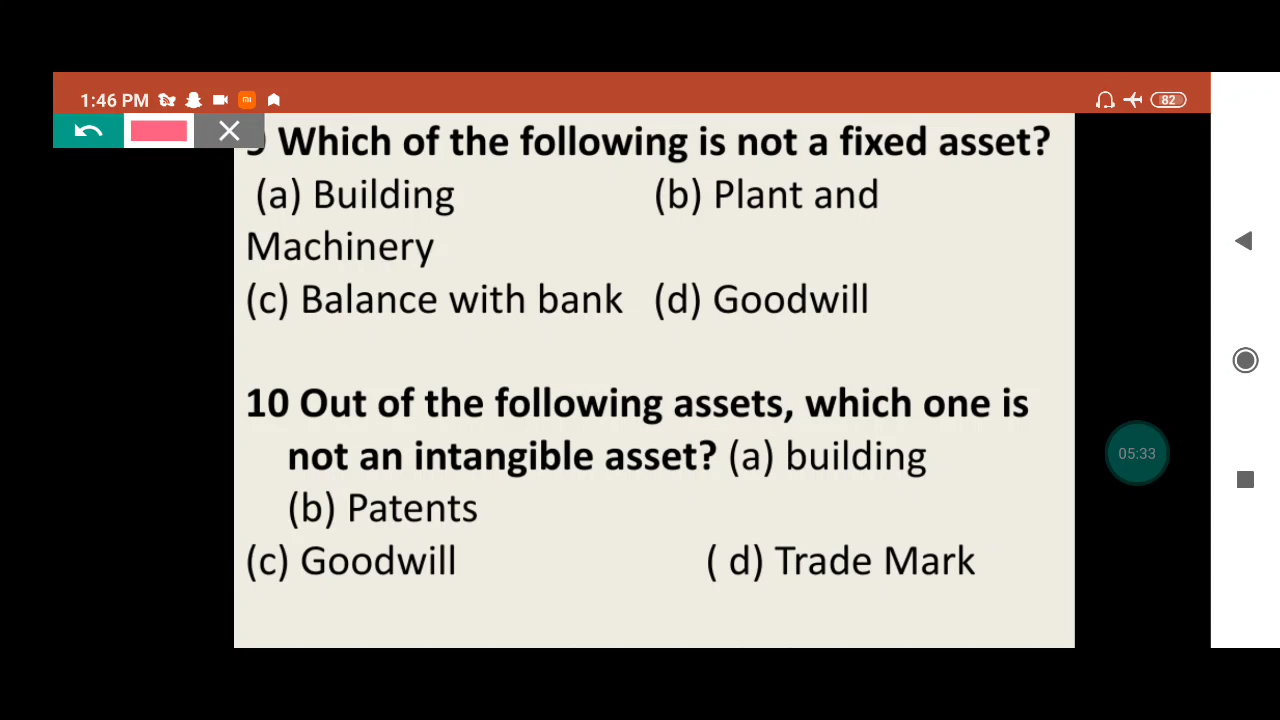 1:46 PM
82
9 Which of the following is not a fixed asset?
(a) Building (b) Plant and
Machinery
(c) Balance with bank (d) Goodwill
10 Out of the following assets, which one is
not an intangible asset? (a) building
(b) Patents
(c) Goodwill ( d) Trade Mark
05:33